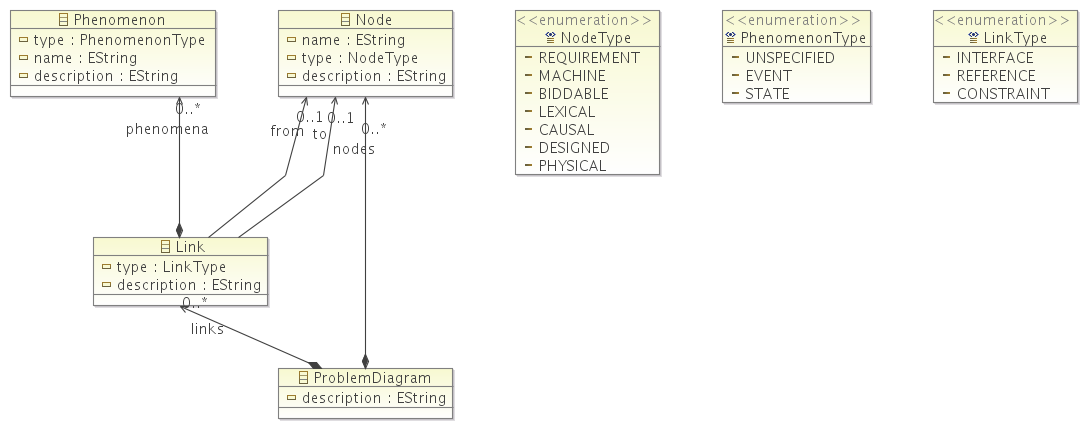 Phenomenon
type : PhenomenonType
name : EString
description : EString
Node
name : EString
type : NodeType
description : EString
<<enumeration>>
NodeType
REQUIREMENT
MACHINE
BIDDABLE
LEXICAL
CAUSAL
DESIGNED
PHYSICAL
<<enumeration>>
PhenomenonType
UNSPECIFIED
EVENT
STATE
<<enumeration>>
LinkType
INTERFACE
REFERENCE
CONSTRAINT
0..*
phenomena
0..1
from
0..1
to
0..*
nodes
Link
type : LinkType
description : EString
0..*
links
ProblemDiagram
description : EString